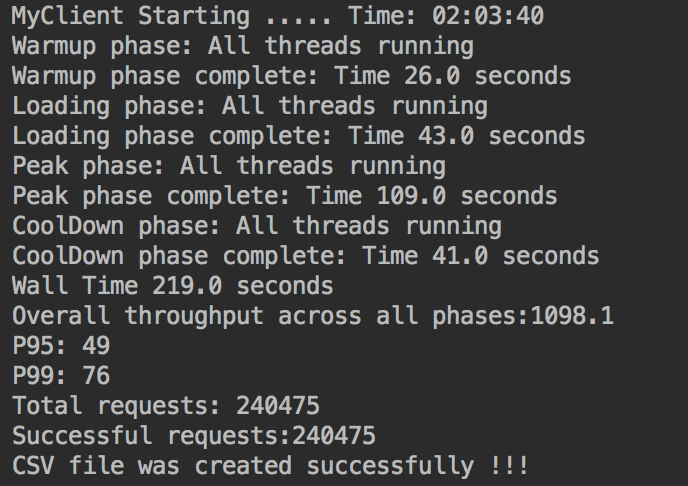 MyClient Starting ..... Time: 02:03:40
Warmup phase: All threads running
Warmup phase complete: Time 26.0 seconds
Loading phase: All threads running
Loading phase complete: Time 43.0 seconds
Peak phase: All threads running
Peak phase complete: Time 109.0 seconds
CoolDown phase: All threads running
CoolDown phase complete: Time 41.0 seconds
Wall Time 219.0 seconds
Overall throughput across all phases:1098.1
P95: 49
P99: 76
Total requests: 240475
Successful requests:240475
CSV file was created successfully !!!